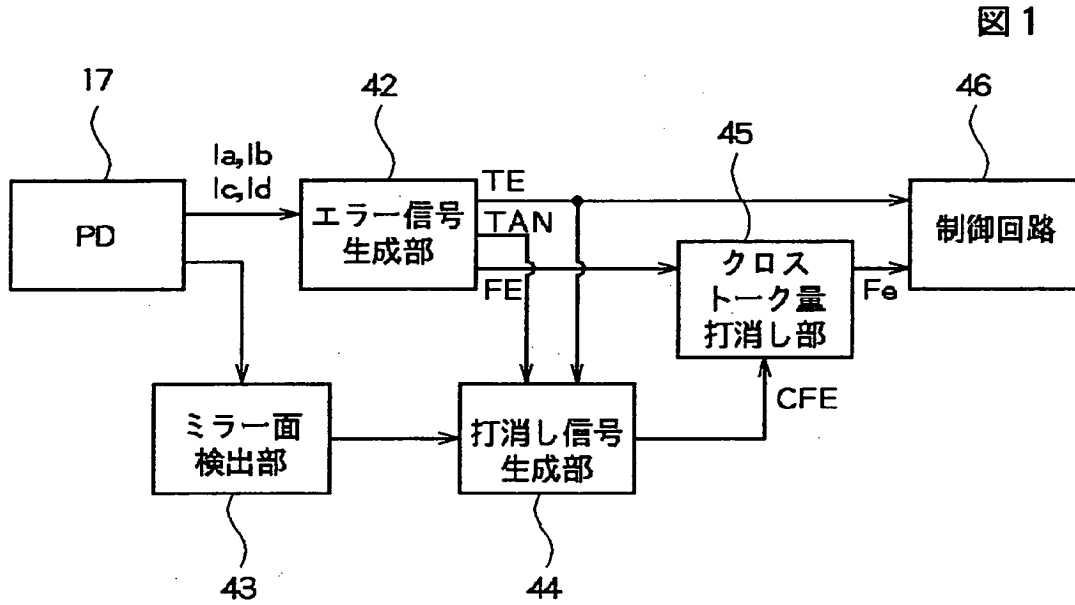 図1
17
42
45
46
Ia,Ib
Ic,Id
PD
エラー信号
生成部
TE
TAN
FE
クロス
トーク量
打消し部
Fe
制御回路
ミラー面
検出部
打消し信号
生成部
CFE
43
44